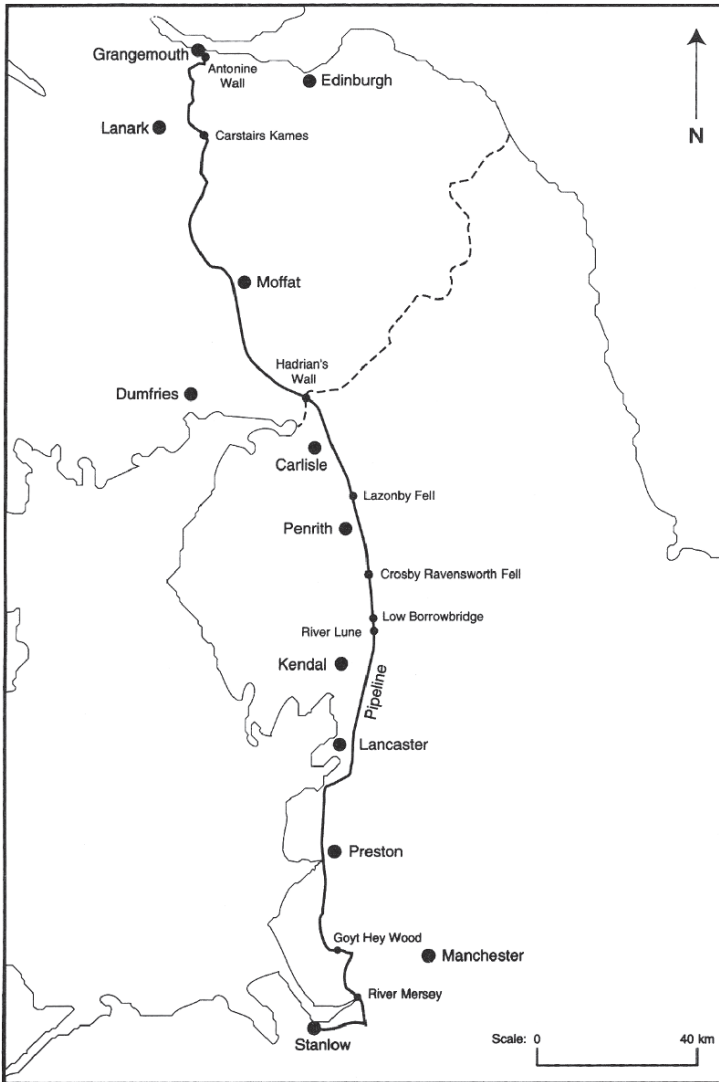 Grangemouth
Antonine
Wall
Edinburgh
N
Lanark
Carstairs Kames
Moffat
Hadrian's
Wall
Dumfries
Carlisle
Lazonby Fell
Penrith
Crosby Ravensworth Fell
Low Borrowbridge
River Lune
Kendal
Pipeline
Lancaster
Preston
Goyt Hey Wood
Manchester
River Mersey
Stanlow
Scale: 0 40 km